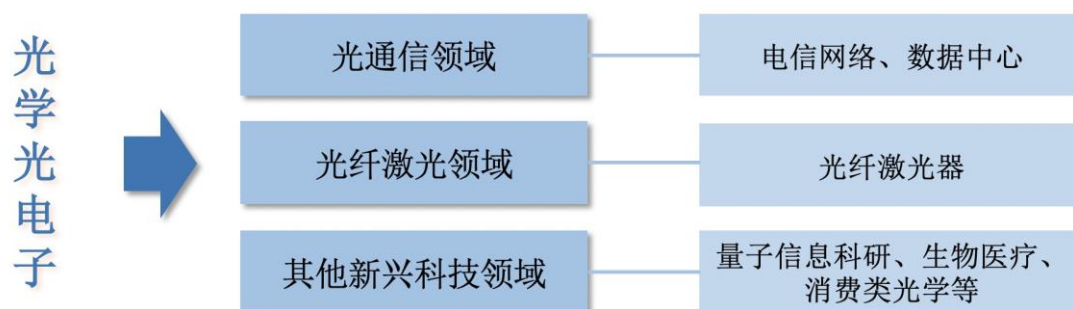 光学光电子
光通信领域
电信网络、数据中心
光纤激光领域
光纤激光器
其他新兴科技领域
量子信息科研、生物医疗、
消费类光学等